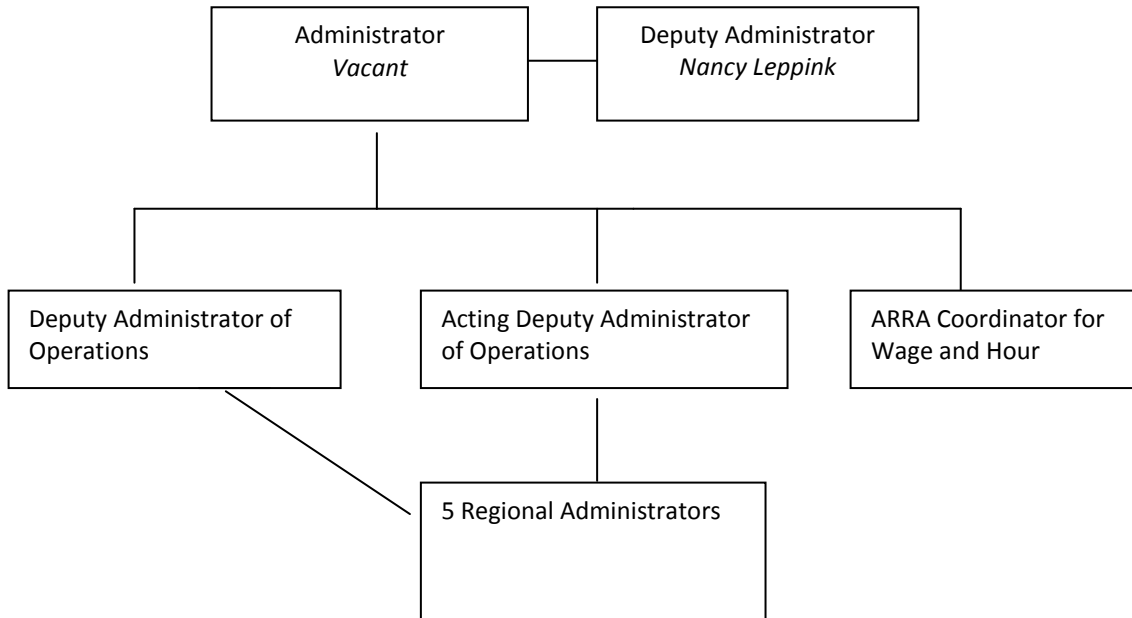 Administrator
Vacant
Deputy Administrator
Nancy Leppink
Deputy Administrator of
Operations
Acting Deputy Administrator
of Operations
ARRA Coordinator for
Wage and Hour
5 Regional Administrators